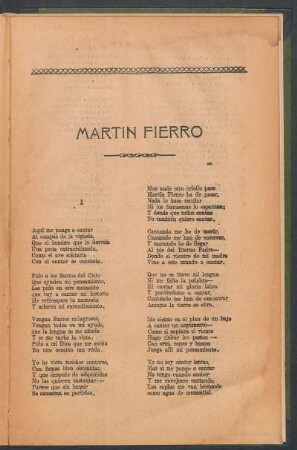 MARTIN FIERRO
I
Aquí me pongo a cantar
Al compás de la vigüela,
Que el hombre que lo desvela
Una pena extraordinaria,
Como el ave solitaria
Con el cantar se consuela.
Pido a los Santos del Cielo
Que ayuden mi pensamiento,
Les pido en este momento
Que voy a cantar mi historia
Me refresquen la memoria
Y aclaren mi entendimiento.
Vengan Santos milagrosos,
Vengan todos en mi ayuda,
Que la lengua se me añuda
Y se me turba la vista;
Pido a mi Dios que me asista
En una ocasión tan ruda.
Yo he visto muchos cantores,
Con famas bien obtenidas,
Y que después de adquiridas
No las quieren sustentar—
Parece que sin largar
Se cansaron en partidas,
Mas ande otro criollo pasa
Martín Fierro ha de pasar,
Nada lo hace recular
Ni los fantasmas lo espantan;
Y dende que todos cantan
Yo también quiero cantar.
Cantando me he de morir,
Cantando me han de enterrar,
Y cantando he de llegar
Al pie del Eterno Padre—
Dende el vientre de mi madre
Vine a este mundo a cantar.
Que no se trave mi lengua
Ni me falte la palabra—
El cantar mi gloria labra
Y poniéndome a cantar,
Cantando me han de encontrar
Aunque la tierra se abra.
Me siento en el plan de un bajo
A cantar un argumento—
Como si soplara el viento
Hago tiritar los pastos—
Con oros, copas y bastos
Juega allí mi pensamiento.
Yo no soy cantor letrao,
Mas si me pongo a cantar
No tengo cuando acabar
Y me envejezco cantando,
Las coplas me van brotando
como agua de manantial.